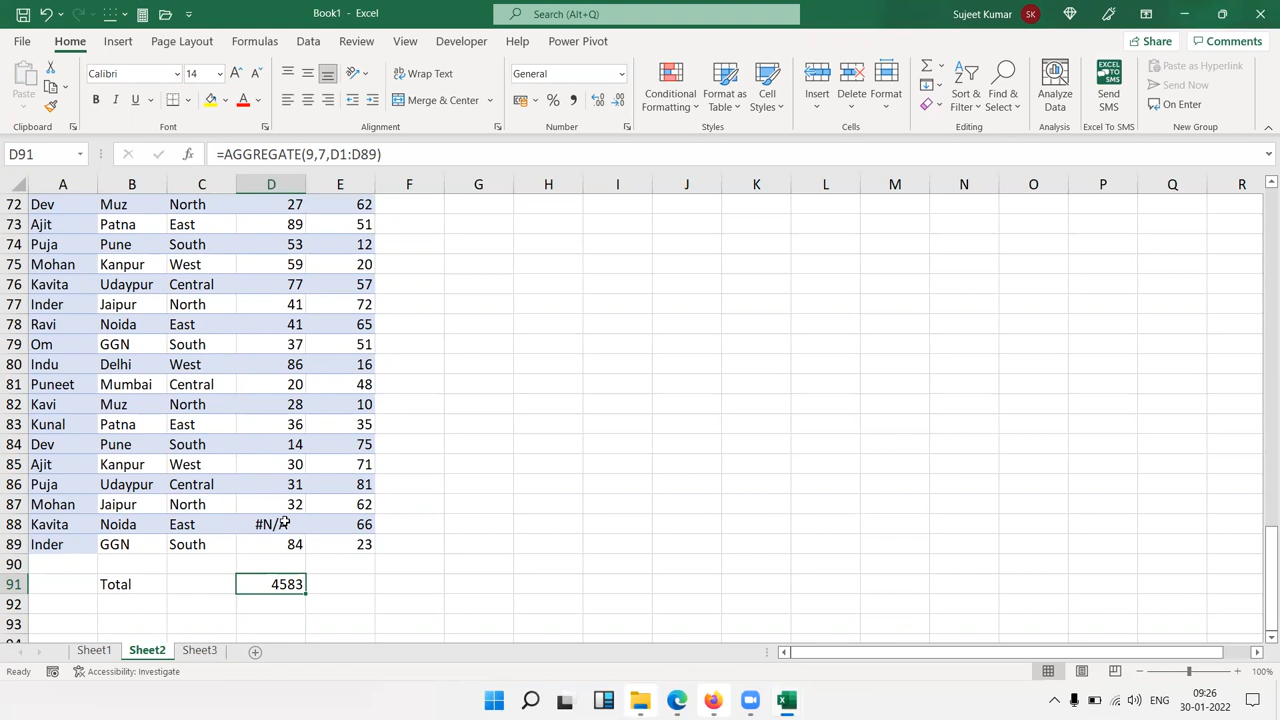 Book1 - Excel
Search (Alt+Q)
Sujeet Kumar
SK
File Home Insert Page Layout Formulas Data Review View Developer Help Power Pivot
Share
Comments
Paste
Calibri
14
Wrap Text
Merge & Center
General
Conditional Formatting
Format as Table
Cell Styles
Insert
Delete
Format
Sort & Filter
Find & Select
Analyze Data
Send SMS
Paste as Hyperlink
Send Now
On Enter
Clipboard Font Alignment Number Styles Cells Editing Analysis Excel To SMS New Group
D91
=AGGREGATE(9,7,D1:D89)
A B C D E F G H I J K L M N O P Q R
72 Dev Muz North 27 62
73 Ajit Patna East 89 51
74 Puja Pune South 53 12
75 Mohan Kanpur West 59 20
76 Kavita Udaypur Central 77 57
77 Inder Jaipur North 41 72
78 Ravi Noida East 41 65
79 Om GGN South 37 51
80 Indu Delhi West 86 16
81 Puneet Mumbai Central 20 48
82 Kavi Muz North 28 10
83 Kunal Patna East 36 35
84 Dev Pune South 14 75
85 Ajit Kanpur West 30 71
86 Puja Udaypur Central 31 81
87 Mohan Jaipur North 32 62
88 Kavita Noida East #N/A 66
89 Inder GGN South 84 23
90
91 Total 4583
92
93
Sheet1 Sheet2 Sheet3
Ready
Accessibility: Investigate
100%
ENG
09:26
30-01-2022